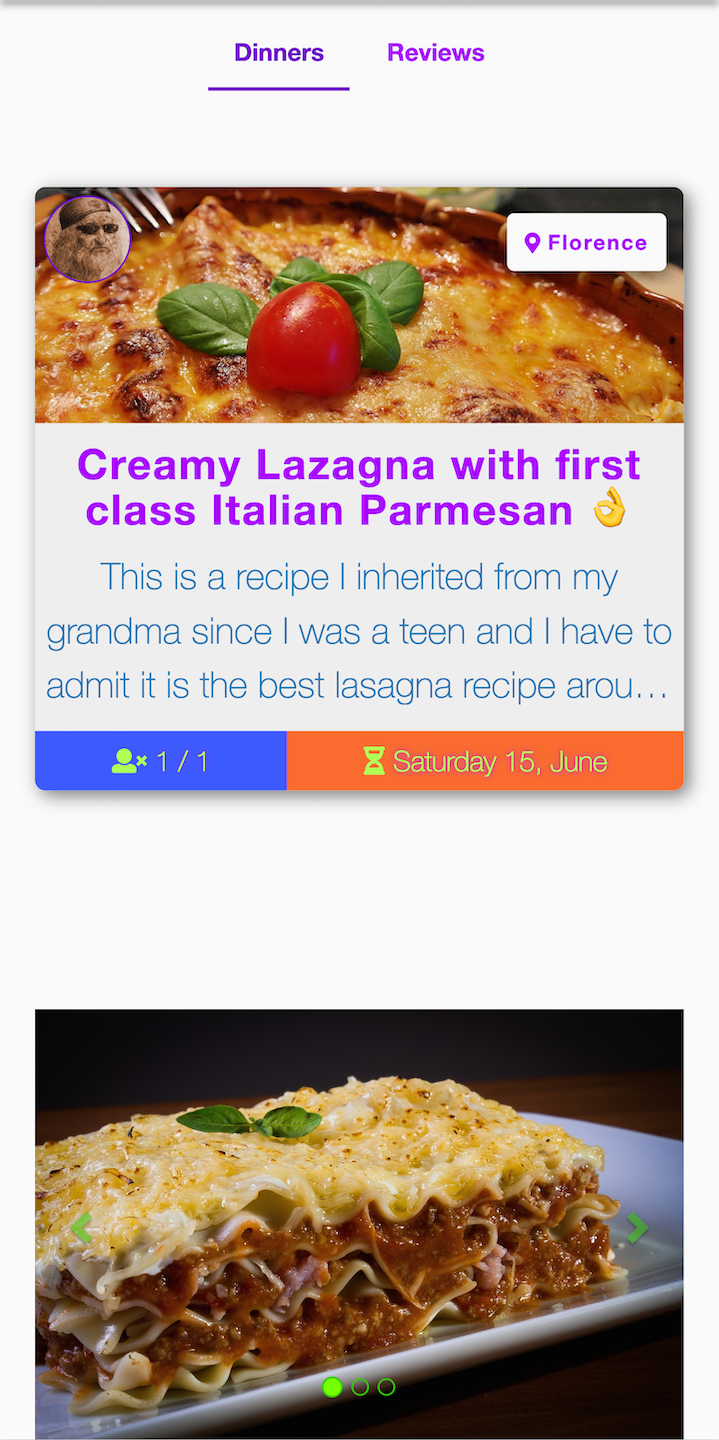 Dinners Reviews
Florence
Creamy Lazagna with first
class Italian Parmesan 👌
This is a recipe I inherited from my
grandma since I was a teen and I have to
admit it is the best lasagna recipe arou…
1 / 1 Saturday 15, June